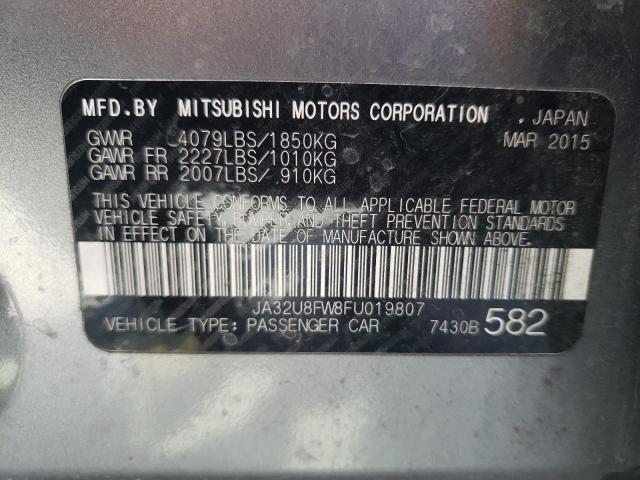 MFD.BY MITSUBISHI MOTORS CORPORATION , JAPAN
GVWR 4079LBS/1850KG MAR 2015
GAWR FR 2227LBS/1010KG
GAWR RR 2007LBS/ 910KG
THIS VEHICLE CONFORMS TO ALL APPLICABLE FEDERAL MOTOR
VEHICLE SAFETY BUMPER AND THEFT PREVENTION STANDARDS
IN EFFECT ON THE DATE OF MANUFACTURE SHOWN ABOVE.
JA32U8FW8FU019807
VEHICLE TYPE: PASSENGER CAR 7430B 582